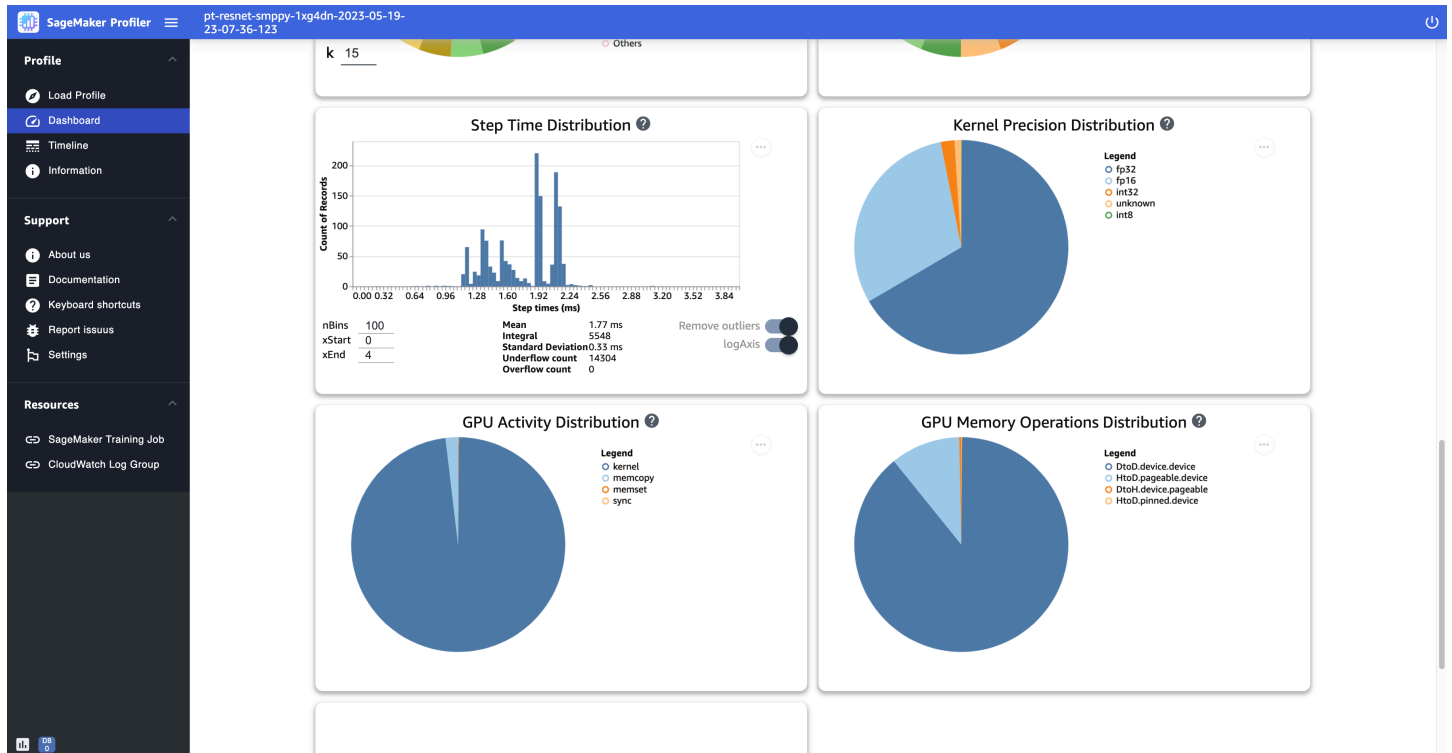 SageMaker Profiler
pt-resnet-smppy-1xg4dn-2023-05-19-
23-07-36-123
Profile
Load Profile
Dashboard
Timeline
Information
Support
About us
Documentation
Keyboard shortcuts
Report issuus
Settings
Resources
SageMaker Training Job
CloudWatch Log Group
DB
0
Others
k 15
Step Time Distribution ?
Count of Records
200
150
100
50
0
0.00 0.32 0.64 0.96 1.28 1.60 1.92 2.24 2.56 2.88 3.20 3.52 3.84
Step times (ms)
nBins 100
xStart 0
xEnd 4
Mean 1.77 ms
Integral 5548
Standard Deviation 0.33 ms
Underflow count 14304
Overflow count 0
Remove outliers
logAxis
Kernel Precision Distribution ?
Legend
fp32
fp16
int32
unknown
int8
GPU Activity Distribution ?
Legend
kernel
memcopy
memset
sync
GPU Memory Operations Distribution ?
Legend
DtoD.device.device
HtoD.pageable.device
DtoH.device.pageable
HtoD.pinned.device